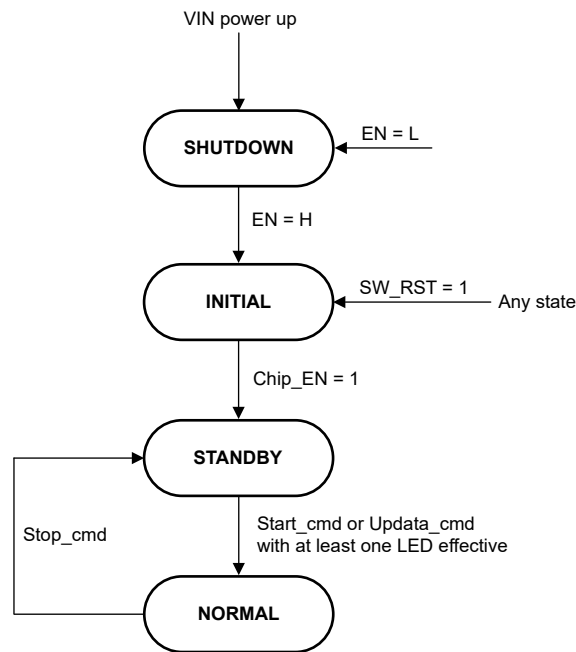 VIN power up
SHUTDOWN
EN = L
EN = H
INITIAL
SW_RST = 1
Any state
Chip_EN = 1
STANDBY
Stop_cmd
Start_cmd or Updata_cmd
with at least one LED effective
NORMAL